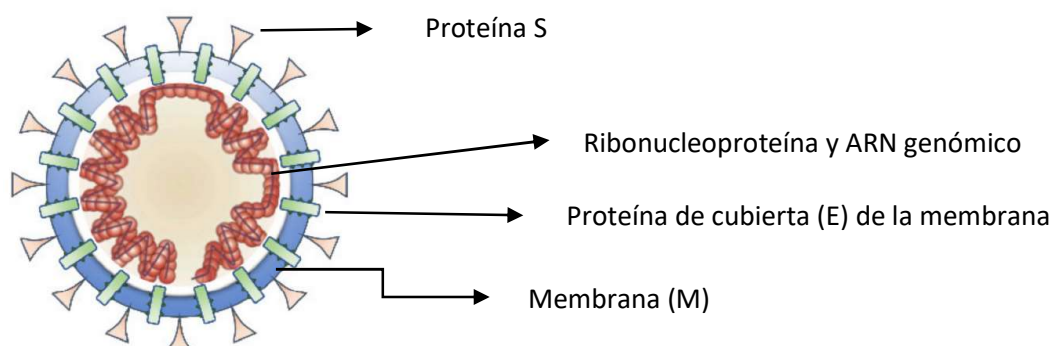 Proteína S
Ribonucleoproteína y ARN genómico
Proteína de cubierta (E) de la membrana
Membrana (M)